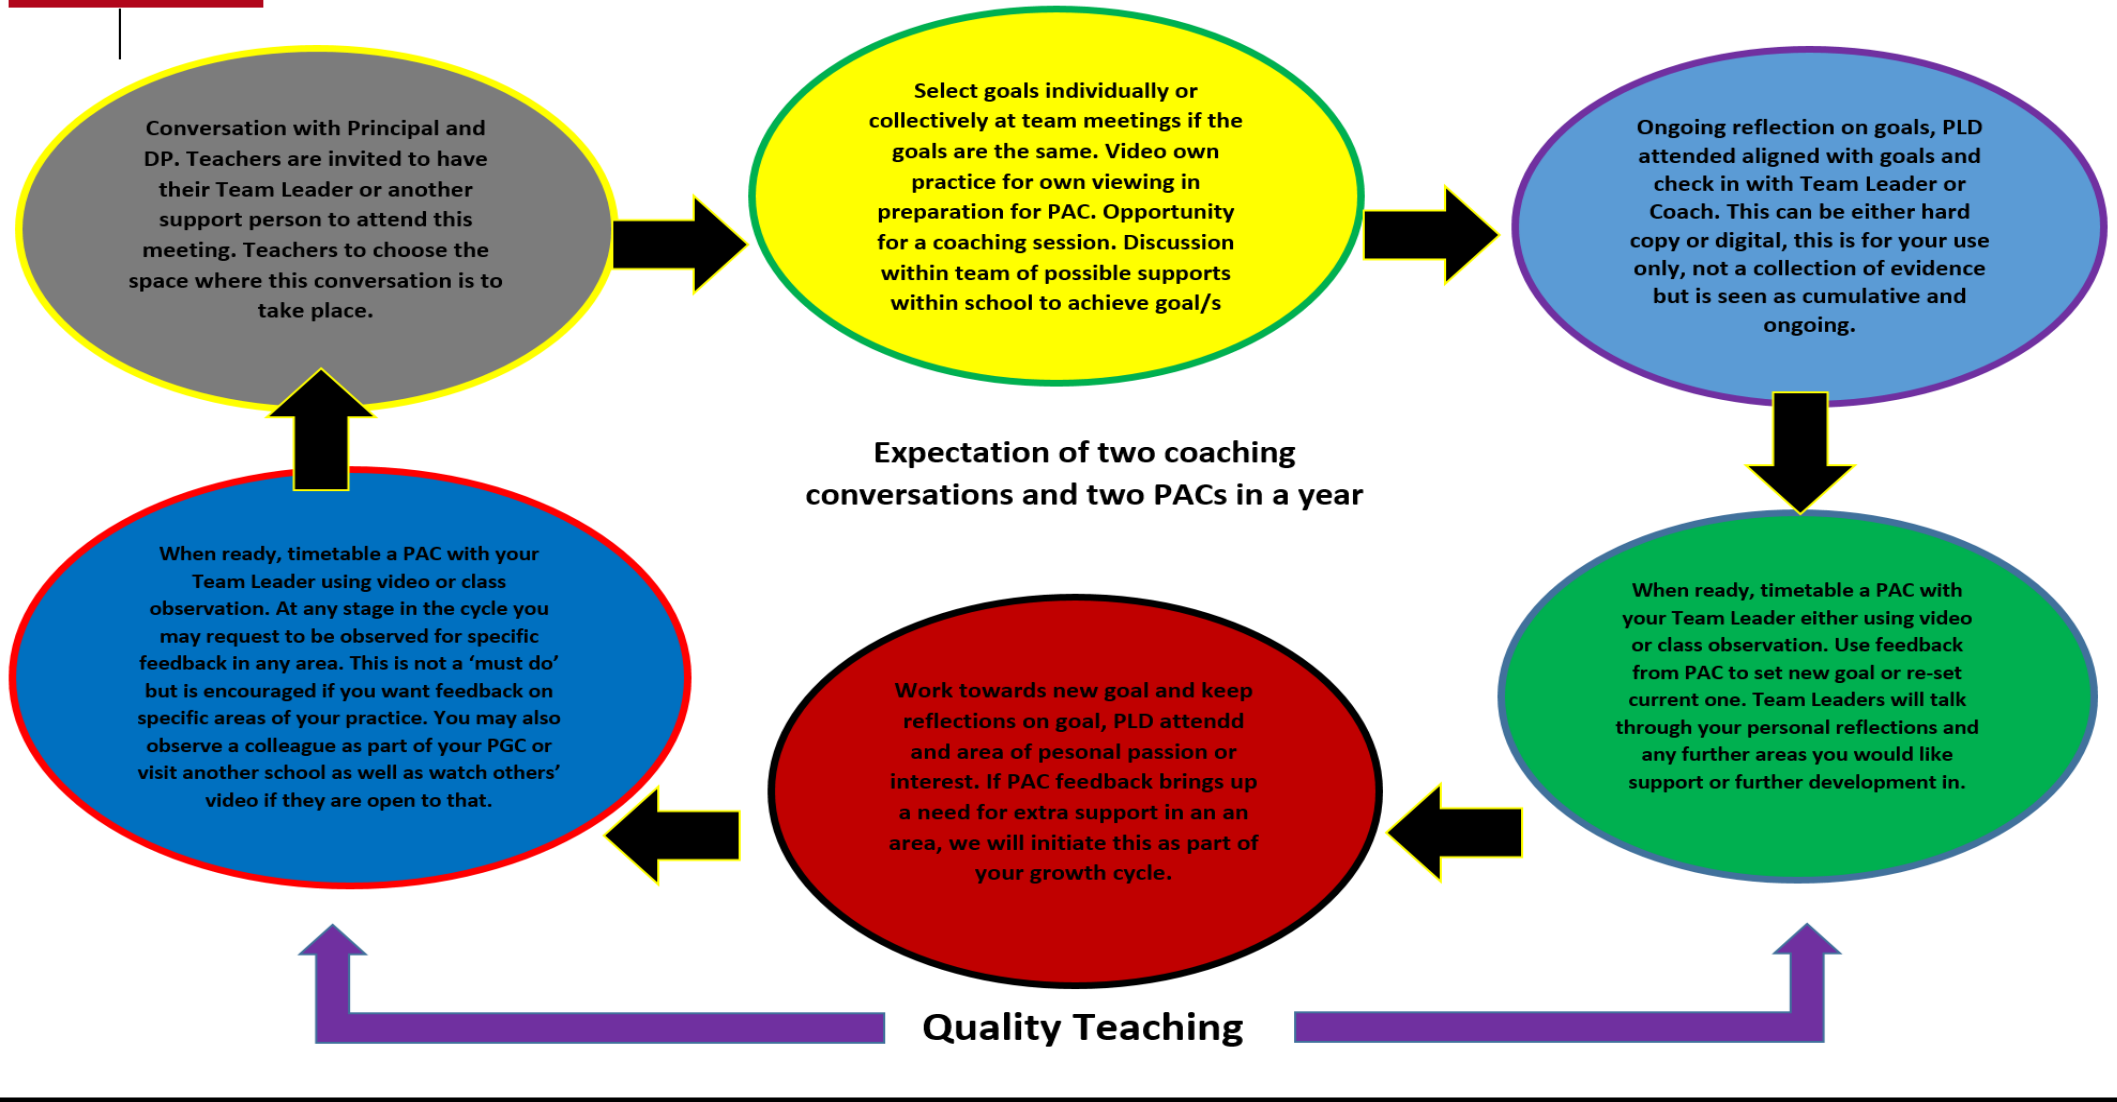 Conversation with Principal and
DP. Teachers are invited to have
their Team Leader or another
support person to attend this
meeting. Teachers to choose the
space where this conversation is to
take place.
Select goals individually or
collectively at team meetings if the
goals are the same. Video own
practice for own viewing in
preparation for PAC. Opportunity
for a coaching session. Discussion
within team of possible supports
within school to achieve goal/s
Ongoing reflection on goals, PLD
attended aligned with goals and
check in with Team Leader or
Coach. This can be either hard
copy or digital, this is for your use
only, not a collection of evidence
but is seen as cumulative and
ongoing.
Expectation of two coaching
conversations and two PACs in a year
When ready, timetable a PAC with
your Team Leader either using video
or class observation. Use feedback
from PAC to set new goal or re-set
current one. Team Leaders will talk
through your personal reflections and
any further areas you would like
support or further development in.
Work towards new goal and keep
reflections on goal, PLD attendd
and area of pesonal passion or
interest. If PAC feedback brings up
a need for extra support in an an
area, we will initiate this as part of
your growth cycle.
When ready, timetable a PAC with your
Team Leader using video or class
observation. At any stage in the cycle you
may request to be observed for specific
feedback in any area. This is not a ‘must do’
but is encouraged if you want feedback on
specific areas of your practice. You may also
observe a colleague as part of your PGC or
visit another school as well as watch others’
video if they are open to that.
Quality Teaching